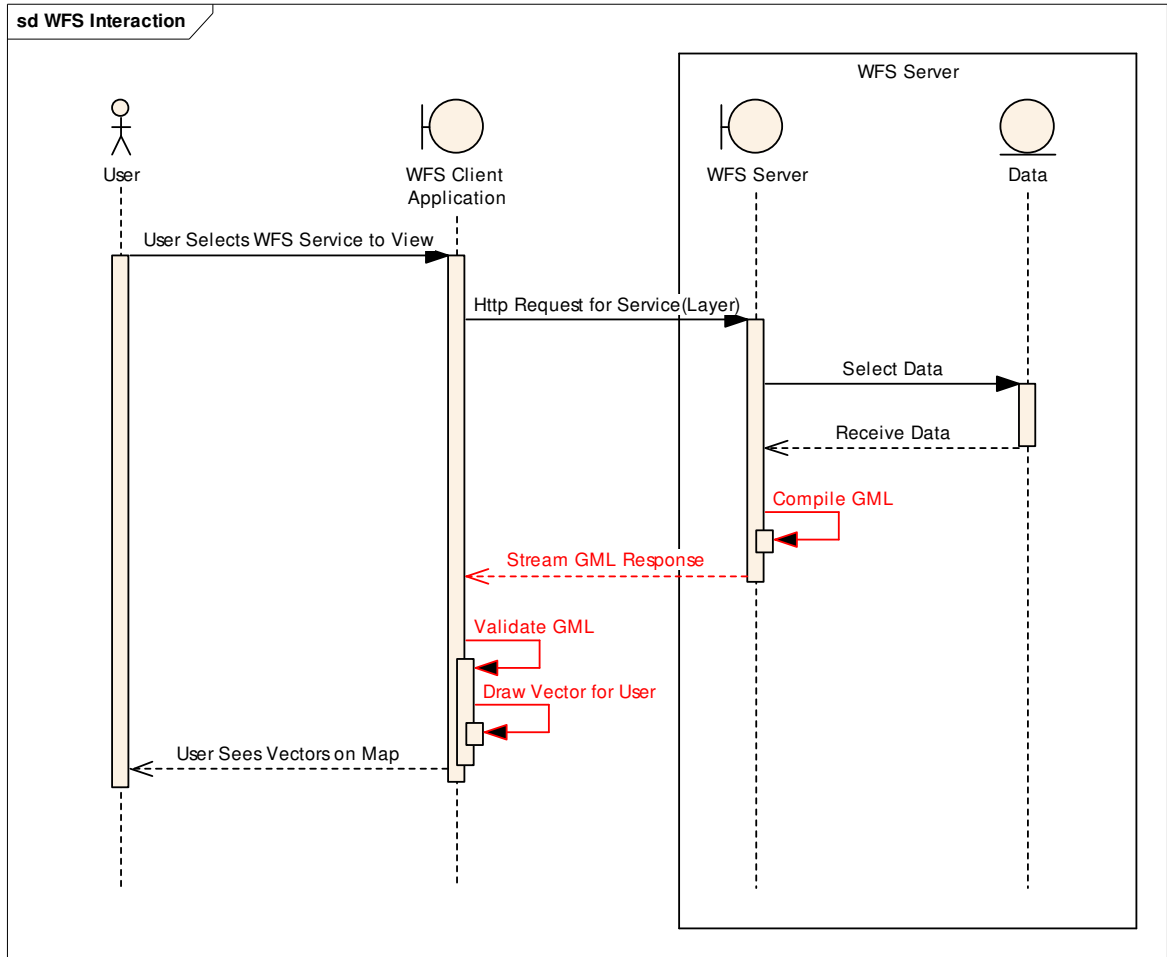 sd WFS Interaction
WFS Server
User
WFS Client
Application
WFS Server
Data
User Selects WFS Service to View
Http Request for Service(Layer)
Select Data
Receive Data
Compile GML
Stream GML Response
Validate GML
Draw Vector for User
User Sees Vectors on Map